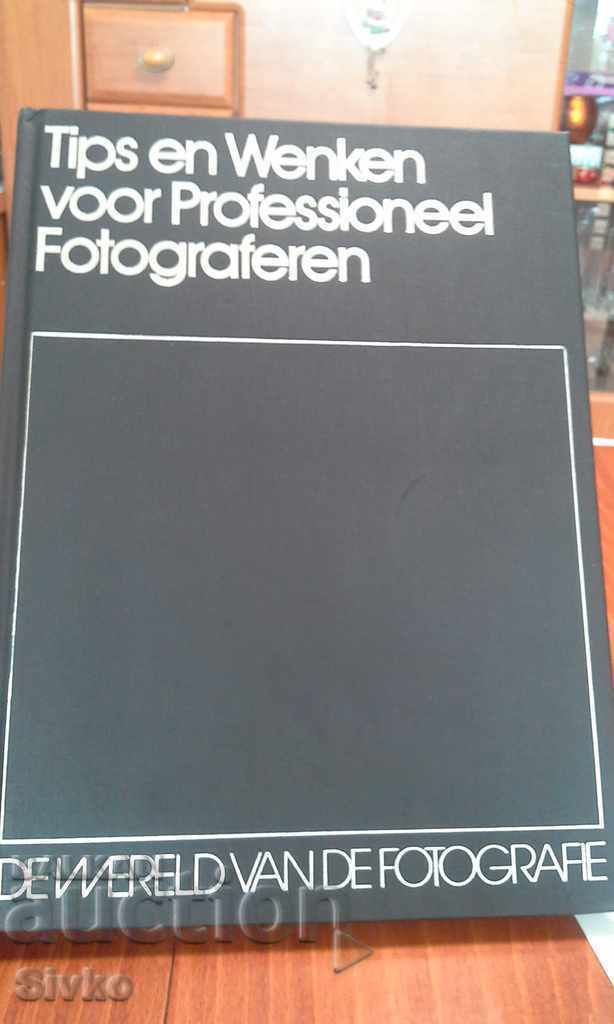 Tips en Wenken
voor Professioneel
Fotograferen
DE WERELD VAN DE FOTOGRAFIE
auction
Sivko